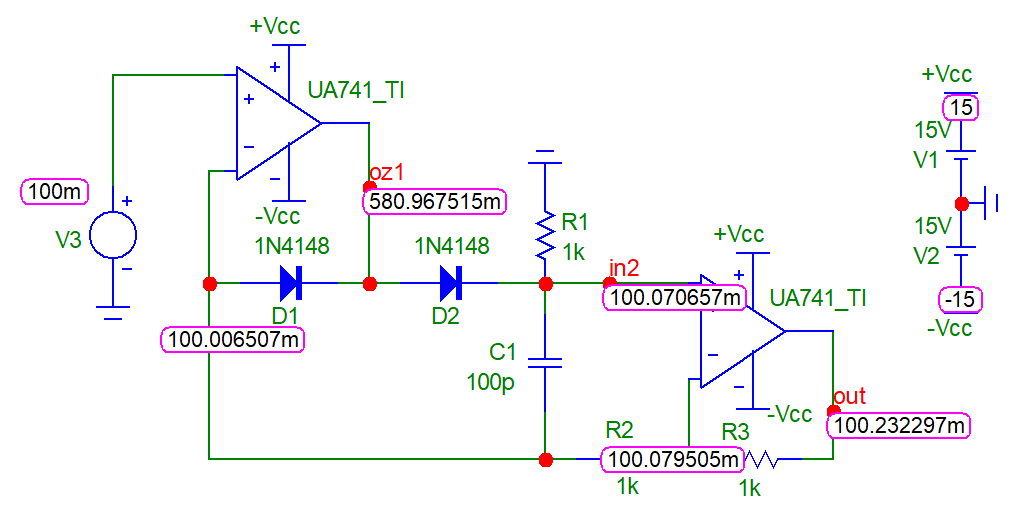 +Vcc
UA741_TI
+Vcc
15
15V
V1
oz1
100m
580.967515m
-Vcc
V3
R1
1k
15V
V2
1N4148
1N4148
+Vcc
in2
100.070657m
UA741_TI
-15
-Vcc
D1
D2
100.006507m
C1
100p
out
-Vcc
100.232297m
R2
R3
100.079505m
1k
1k